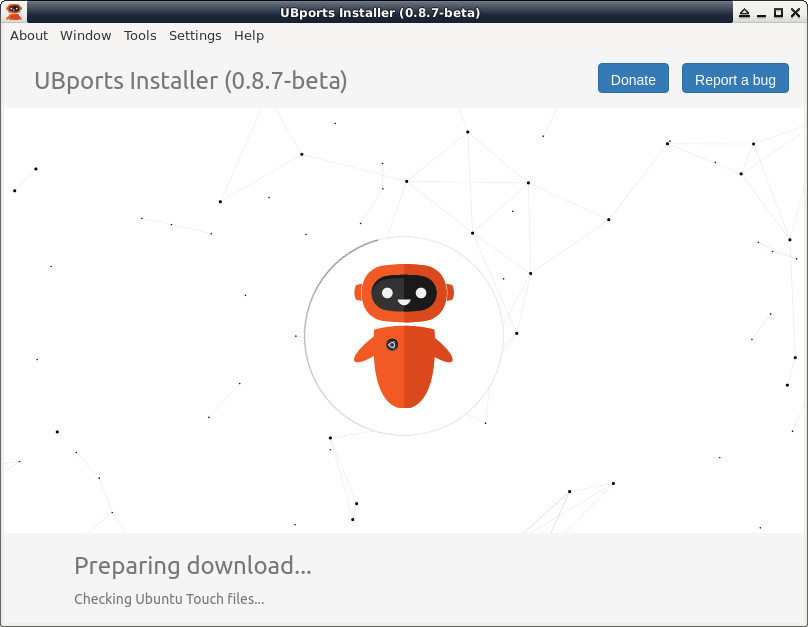 UBports Installer (0.8.7-beta)
About Window Tools Settings Help
UBports Installer (0.8.7-beta)
Donate
Report a bug
Preparing download...
Checking Ubuntu Touch files...